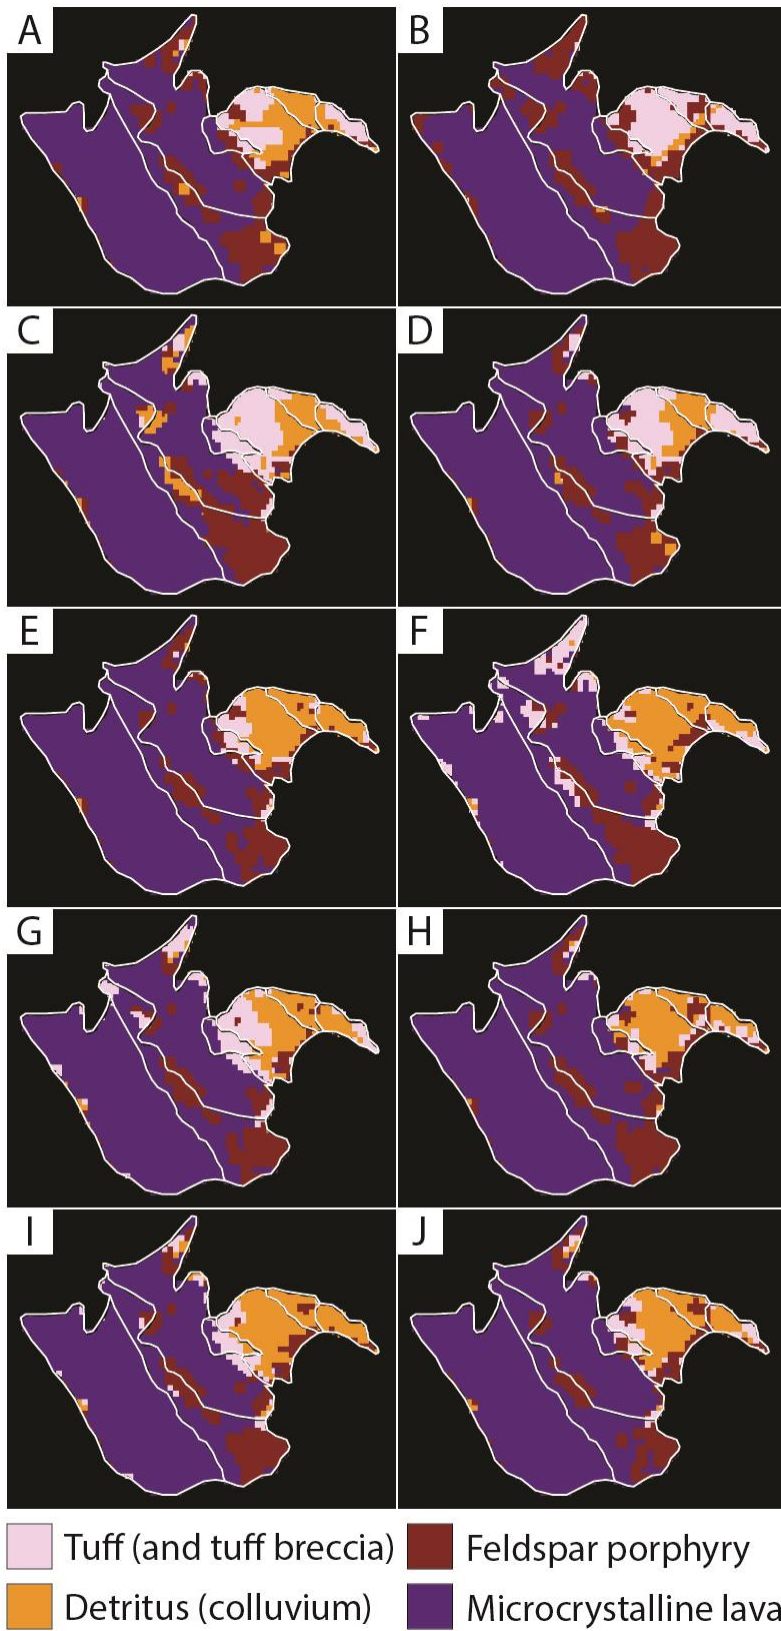 A
B
C
D
E
F
G
H
I
J
Tuff (and tuff breccia)
Feldspar porphyry
Detritus (colluvium)
Microcrystalline lava